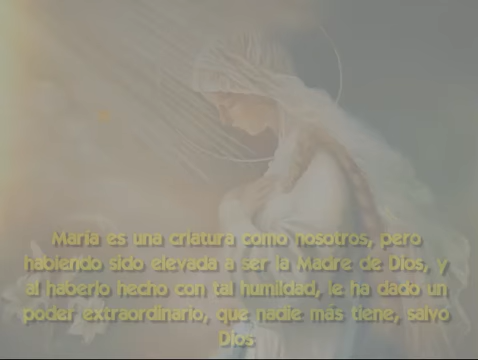 María es una criatura como nosotros, pero
habiendo sido elevada a ser la Madre de Dios, y
al haberlo hecho con tal humildad, le ha dado un
poder extraordinario, que nadie más tiene, salvo
Dios